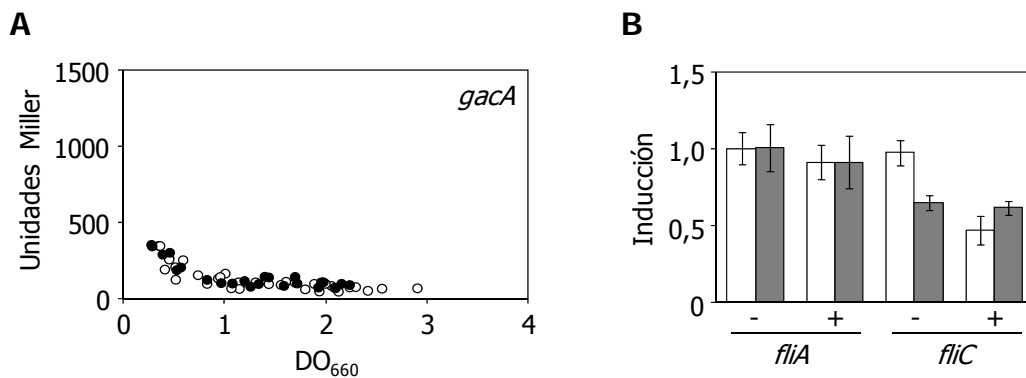 A
1500
1000
500
0
Unidades Miller
gacA
0 1 2 3 4
DO660
B
1,5
1,0
0,5
0
Inducción
- + - +
fliA fliC